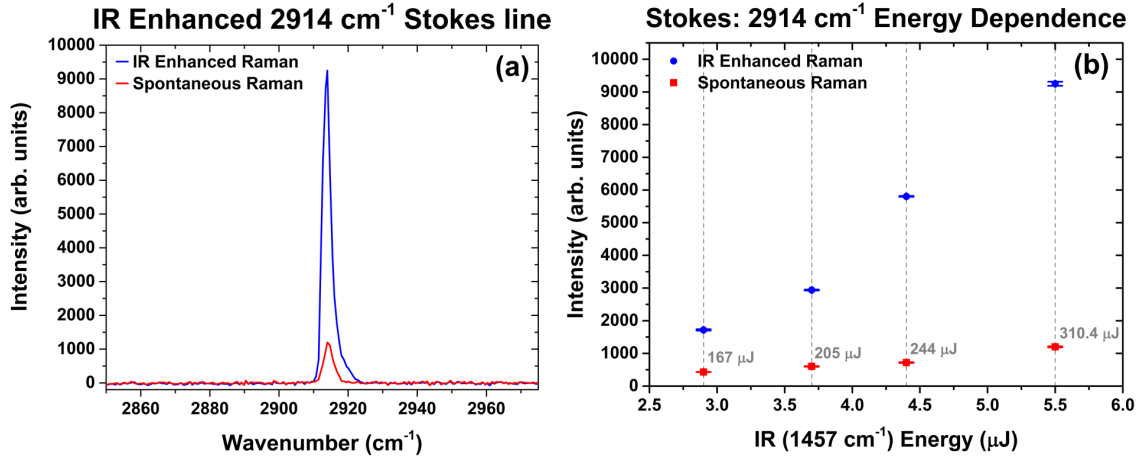 IR Enhanced 2914 cm⁻¹ Stokes line
10000
9000
8000
7000
6000
5000
4000
3000
2000
1000
0
Intensity (arb. units)
IR Enhanced Raman
Spontaneous Raman
(a)
2860 2880 2900 2920 2940 2960
Wavenumber (cm⁻¹)
Stokes: 2914 cm⁻¹ Energy Dependence
10000
9000
8000
7000
6000
5000
4000
3000
2000
1000
0
Intensity (arb. units)
IR Enhanced Raman
Spontaneous Raman
(b)
167 μJ
205 μJ
244 μJ
310.4 μJ
2.5 3.0 3.5 4.0 4.5 5.0 5.5 6.0
IR (1457 cm⁻¹) Energy (μJ)